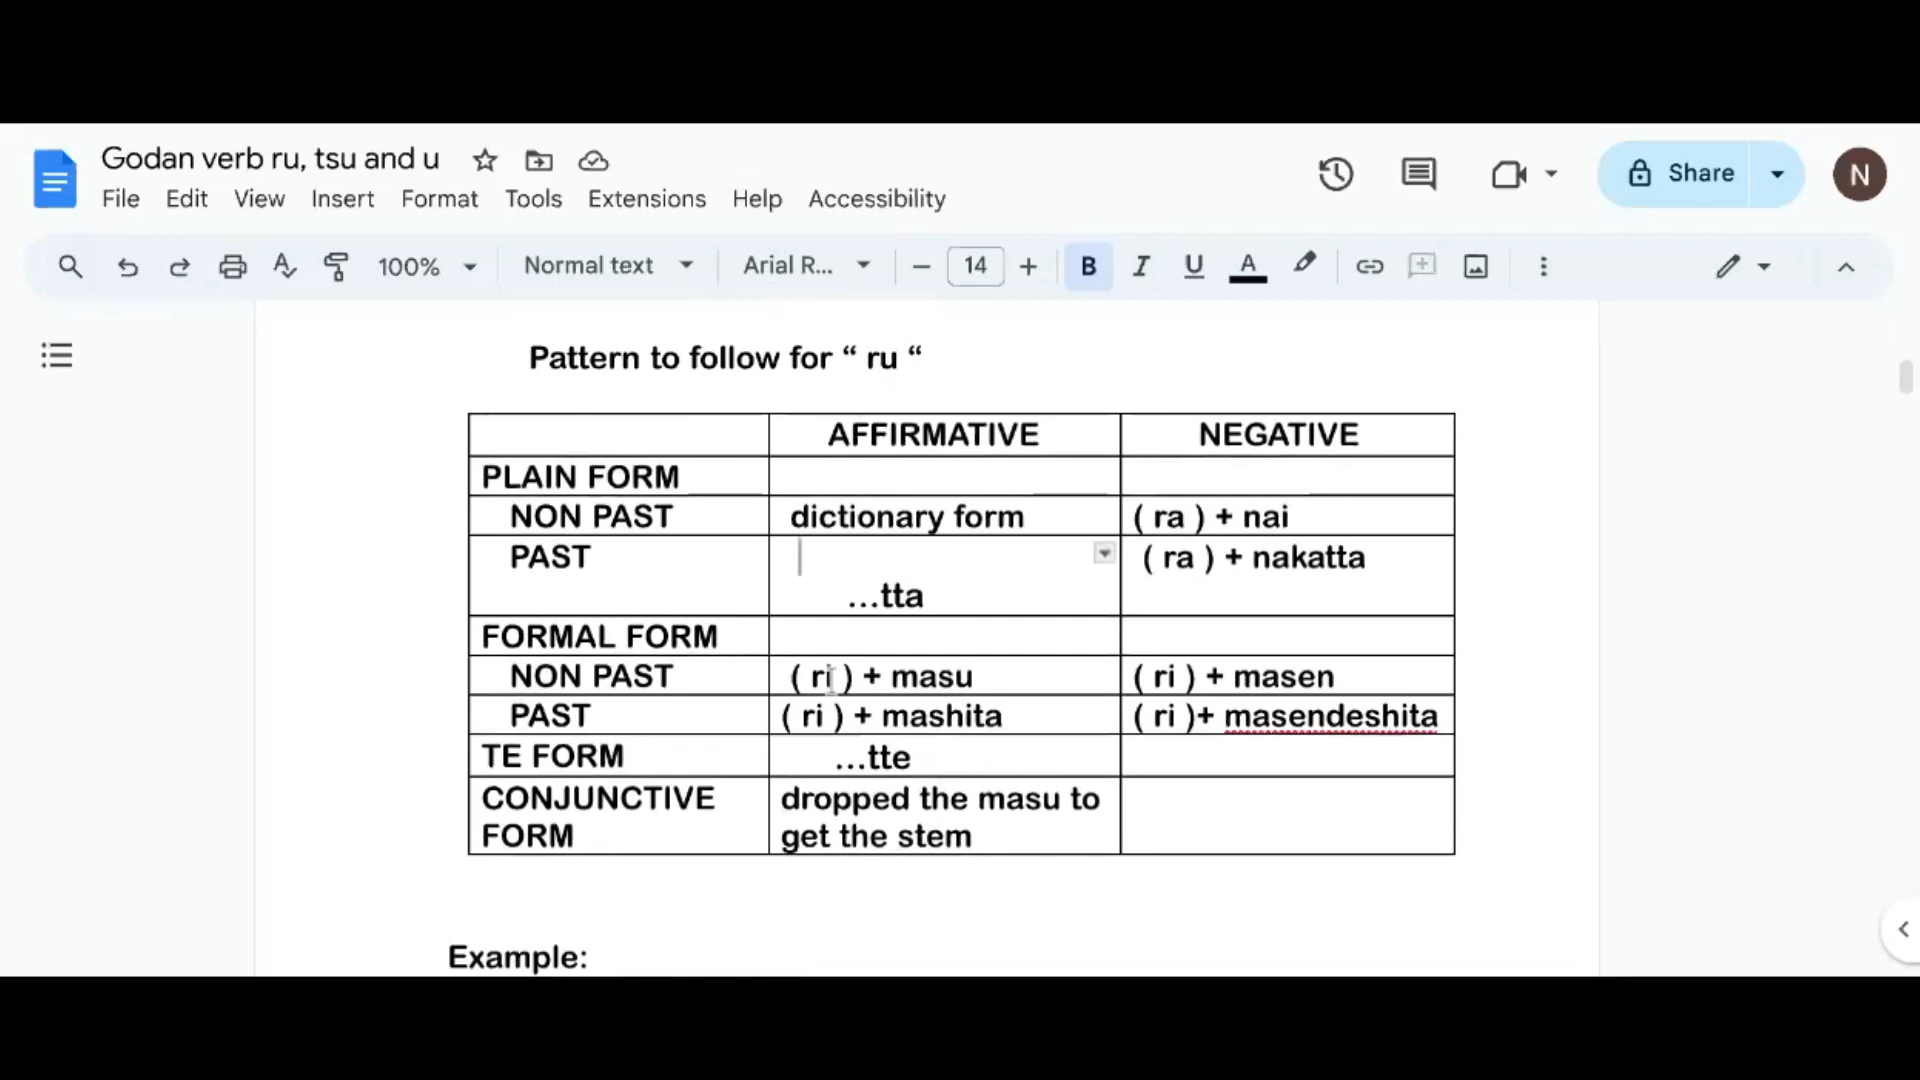 Godan verb ru, tsu and u
File Edit View Insert Format Tools Extensions Help Accessibility
Share
N
100% Normal text Arial R... 14 B I U A
Pattern to follow for “ ru “
AFFIRMATIVE NEGATIVE
PLAIN FORM
NON PAST dictionary form ( ra ) + nai
PAST ( ra ) + nakatta
...tta
FORMAL FORM
NON PAST ( ri ) + masu ( ri ) + masen
PAST ( ri ) + mashita ( ri )+ masendeshita
TE FORM ...tte
CONJUNCTIVE dropped the masu to
FORM get the stem
Example: